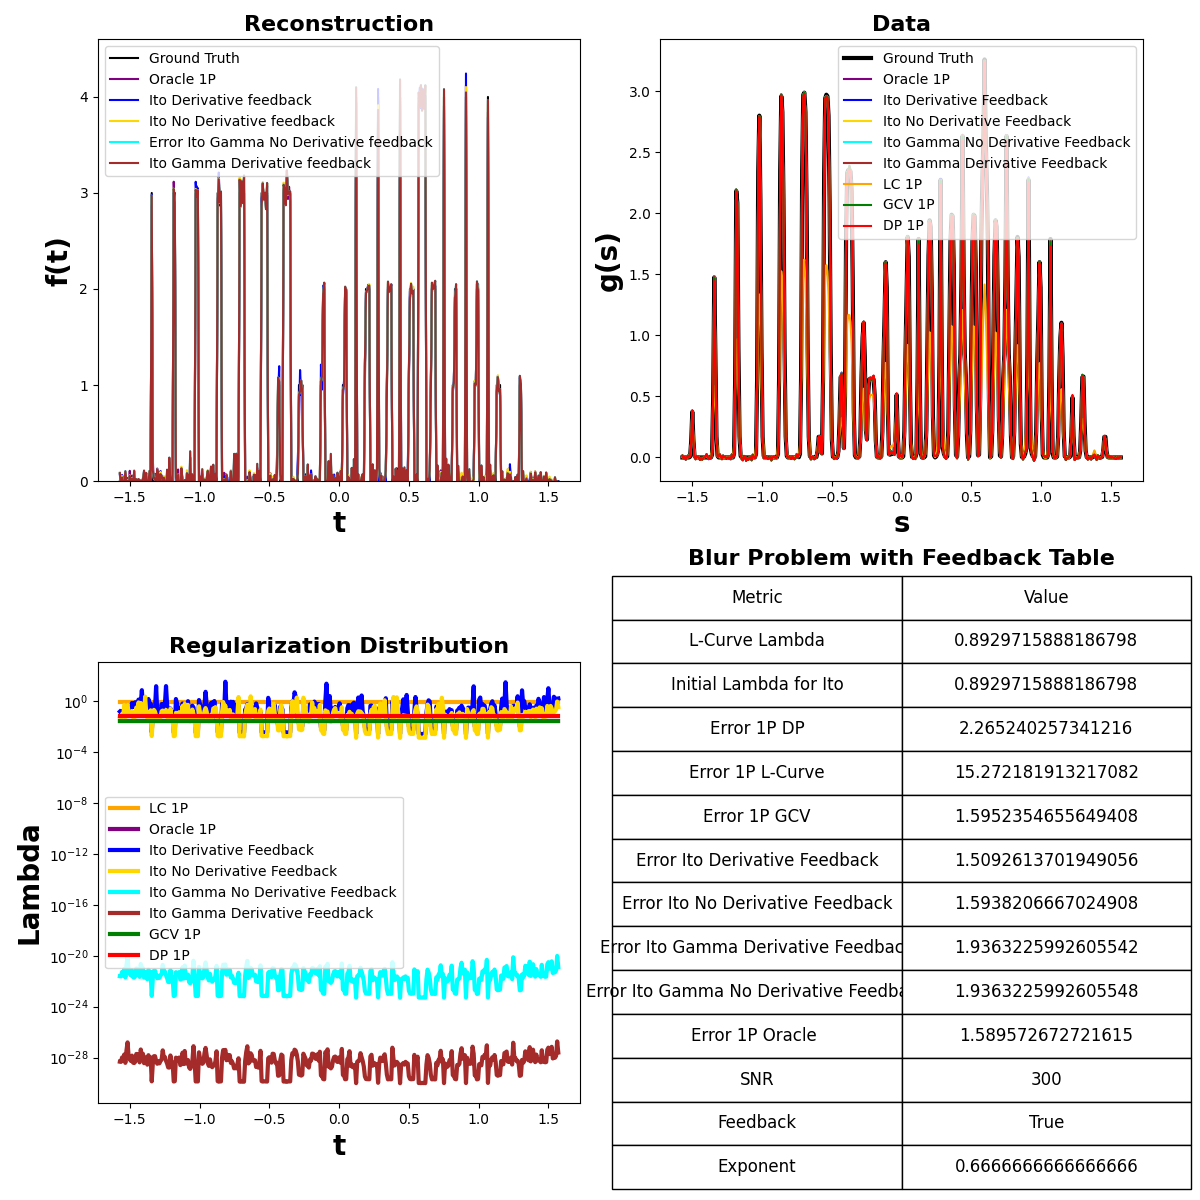 Reconstruction
Ground Truth
Oracle 1P
Ito Derivative feedback
Ito No Derivative feedback
Error Ito Gamma No Derivative feedback
Ito Gamma Derivative feedback
f(t)
4
3
2
1
0
−1.5 −1.0 −0.5 0.0 0.5 1.0 1.5
t
Data
Ground Truth
Oracle 1P
Ito Derivative Feedback
Ito No Derivative Feedback
Ito Gamma No Derivative Feedback
Ito Gamma Derivative Feedback
LC 1P
GCV 1P
DP 1P
g(s)
3.0
2.5
2.0
1.5
1.0
0.5
0.0
−1.5 −1.0 −0.5 0.0 0.5 1.0 1.5
s
Regularization Distribution
Lambda
10⁰
10⁻⁴
10⁻⁸
10⁻¹²
10⁻¹⁶
10⁻²⁰
10⁻²⁴
10⁻²⁸
LC 1P
Oracle 1P
Ito Derivative Feedback
Ito No Derivative Feedback
Ito Gamma No Derivative Feedback
Ito Gamma Derivative Feedback
GCV 1P
DP 1P
−1.5 −1.0 −0.5 0.0 0.5 1.0 1.5
t
Blur Problem with Feedback Table
Metric Value
L-Curve Lambda 0.8929715888186798
Initial Lambda for Ito 0.8929715888186798
Error 1P DP 2.265240257341216
Error 1P L-Curve 15.272181913217082
Error 1P GCV 1.5952354655649408
Error Ito Derivative Feedback 1.5092613701949056
Error Ito No Derivative Feedback 1.5938206667024908
Error Ito Gamma Derivative Feedbac 1.9363225992605542
Error Ito Gamma No Derivative Feedba 1.9363225992605548
Error 1P Oracle 1.589572672721615
SNR 300
Feedback True
Exponent 0.6666666666666666